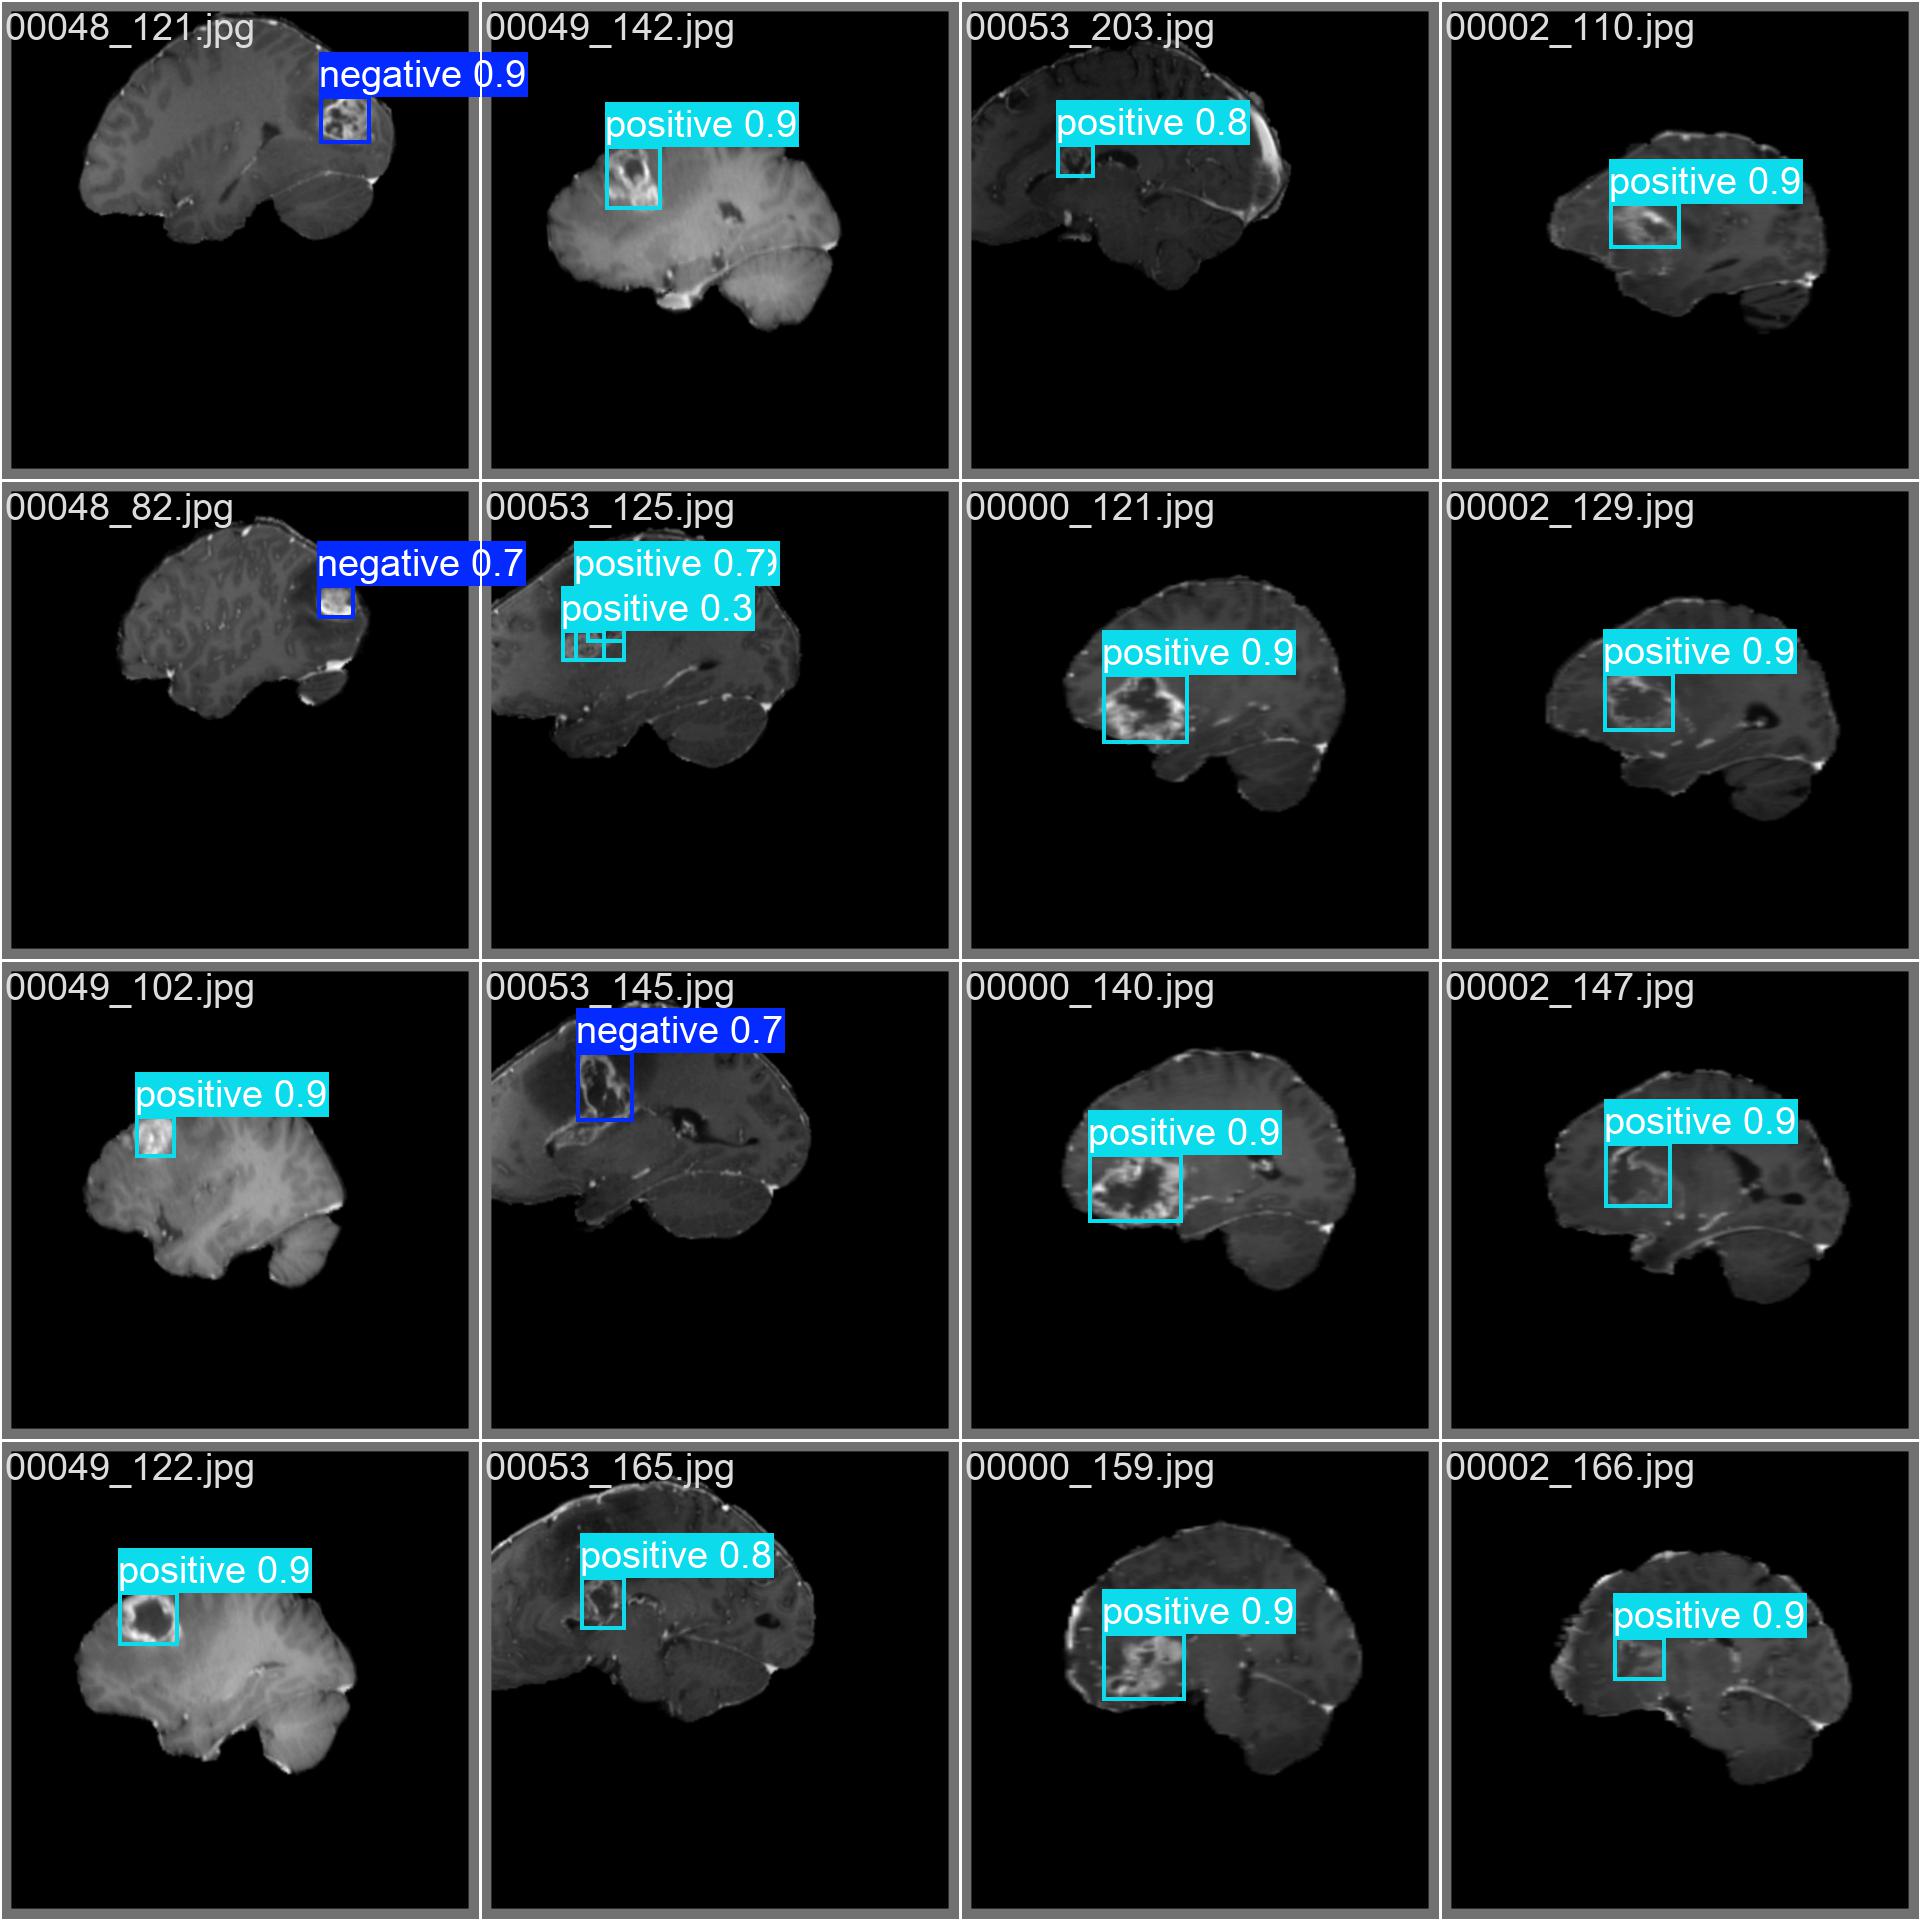 00048_121.jpg
negative 0.9
00049_142.jpg
positive 0.9
00053_203.jpg
positive 0.8
00002_110.jpg
positive 0.9
00048_82.jpg
negative 0.7
00053_125.jpg
positive 0.7
positive 0.3
00000_121.jpg
positive 0.9
00002_129.jpg
positive 0.9
00049_102.jpg
positive 0.9
00053_145.jpg
negative 0.7
00000_140.jpg
positive 0.9
00002_147.jpg
positive 0.9
00049_122.jpg
positive 0.9
00053_165.jpg
positive 0.8
00000_159.jpg
positive 0.9
00002_166.jpg
positive 0.9